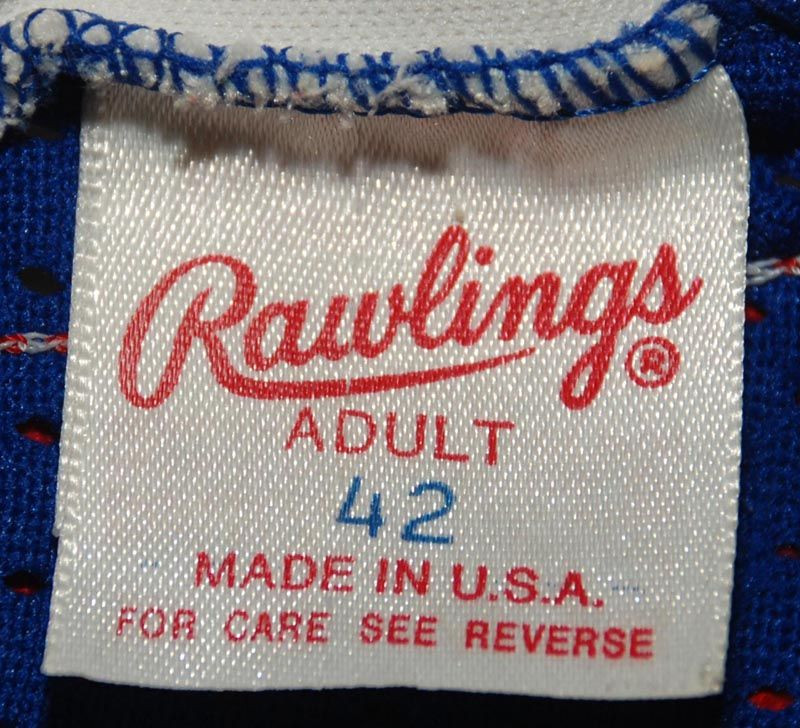 Rawlings®
ADULT
42
MADE IN U.S.A.
FOR CARE SEE REVERSE